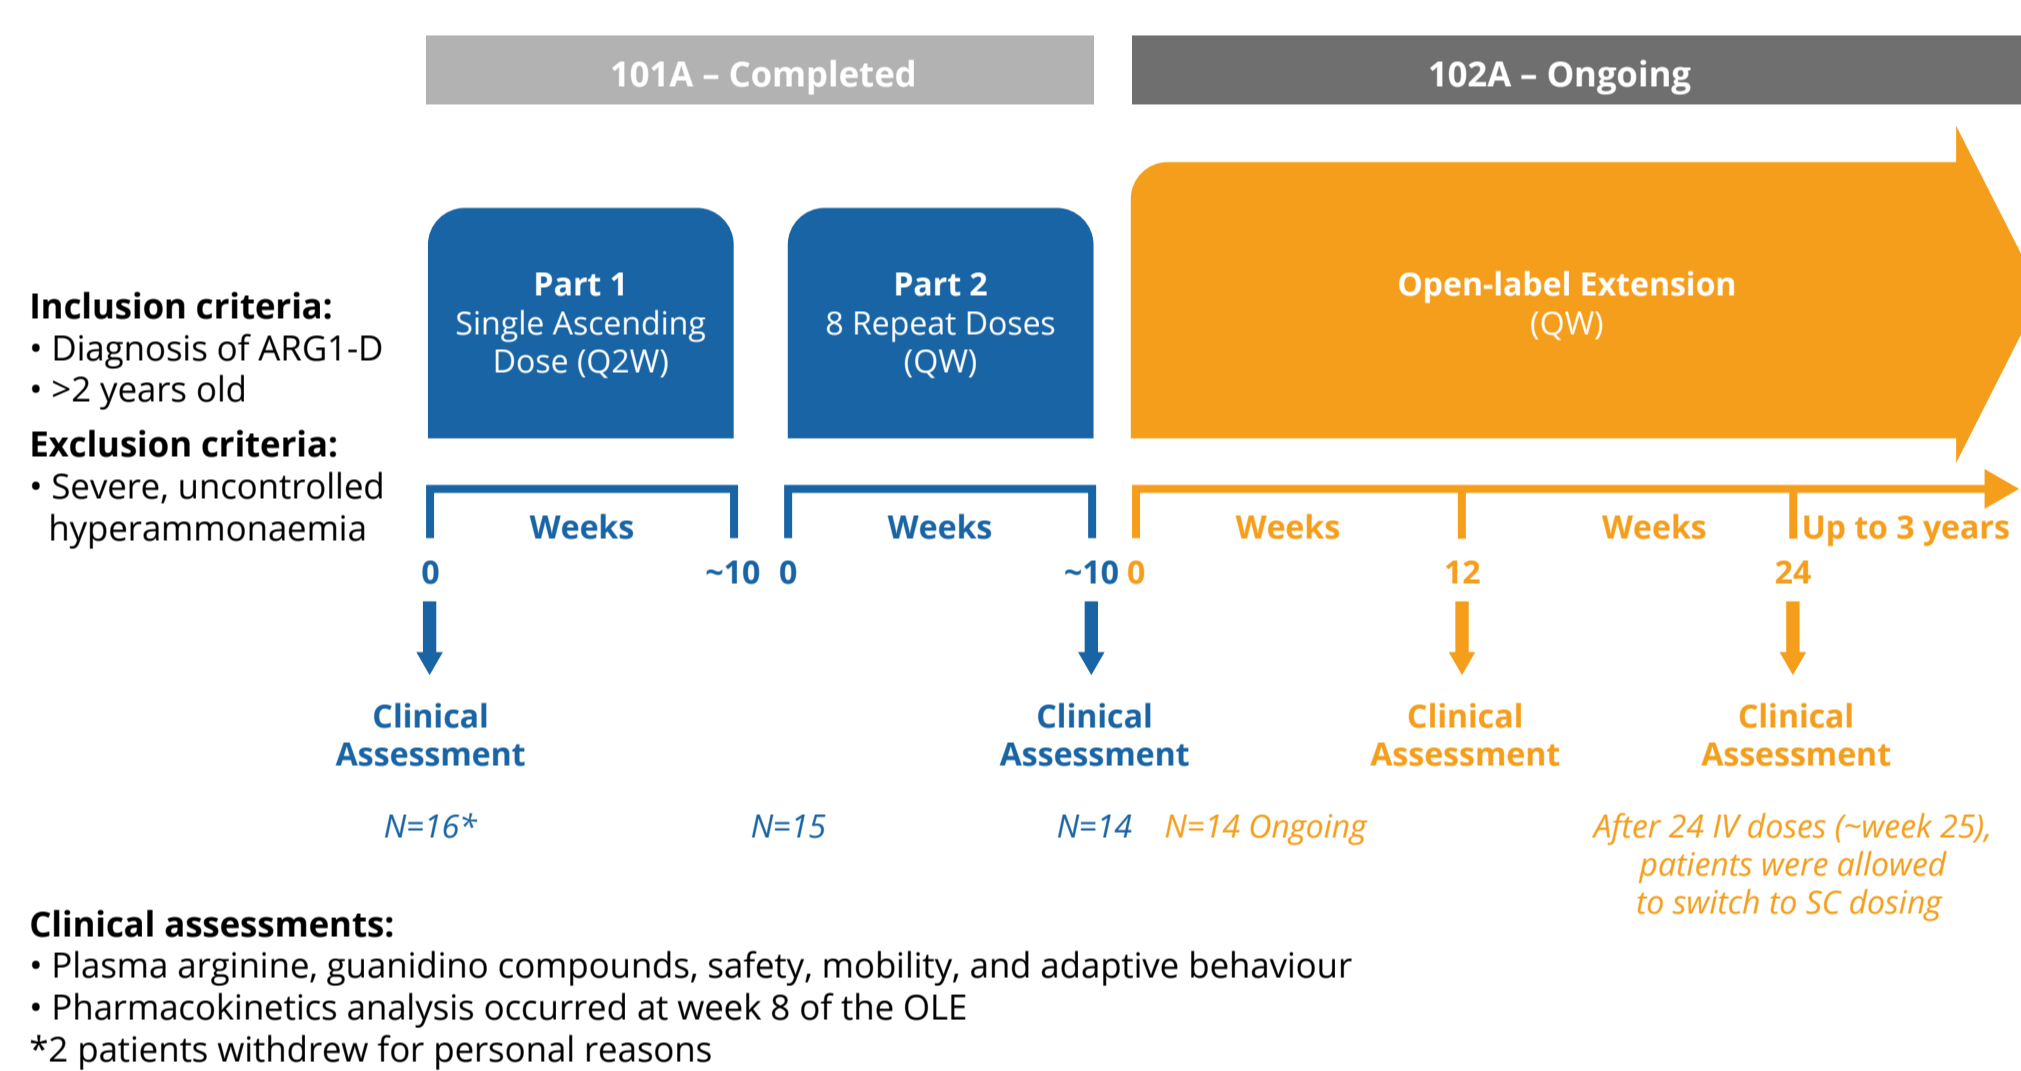 101A – Completed
102A – Ongoing
Part 1
Single Ascending
Dose (Q2W)
Part 2
8 Repeat Doses
(QW)
Open-label Extension
(QW)
Inclusion criteria:
• Diagnosis of ARG1-D
• >2 years old
Exclusion criteria:
• Severe, uncontrolled
hyperammonaemia
Weeks
Weeks
Weeks
Weeks
Up to 3 years
0
~10
0
~10
0
12
24
Clinical
Assessment
Clinical
Assessment
Clinical
Assessment
Clinical
Assessment
N=16*
N=15
N=14
N=14 Ongoing
After 24 IV doses (~week 25),
patients were allowed
to switch to SC dosing
Clinical assessments:
• Plasma arginine, guanidino compounds, safety, mobility, and adaptive behaviour
• Pharmacokinetics analysis occurred at week 8 of the OLE
*2 patients withdrew for personal reasons